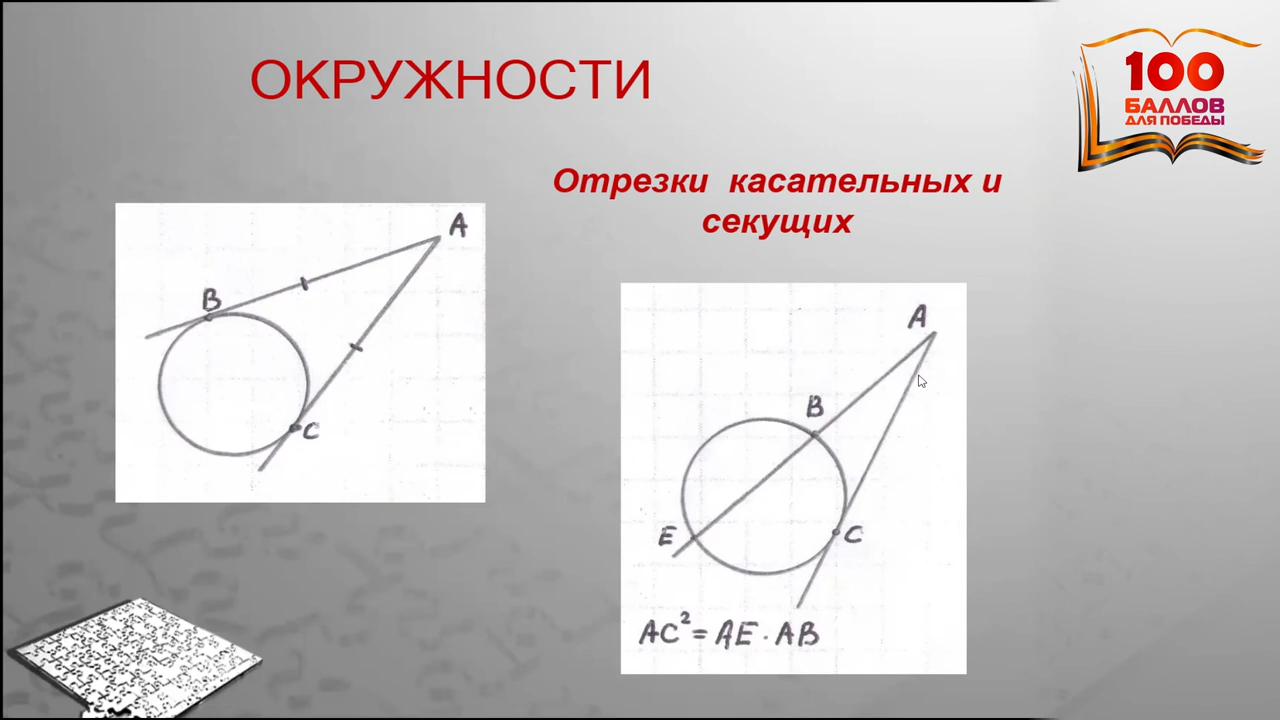 ОКРУЖНОСТИ
100
БАЛЛОВ
ДЛЯ ПОБЕДЫ
Отрезки касательных и
секущих
A
B
C
A
B
E
C
AC²=AE·AB